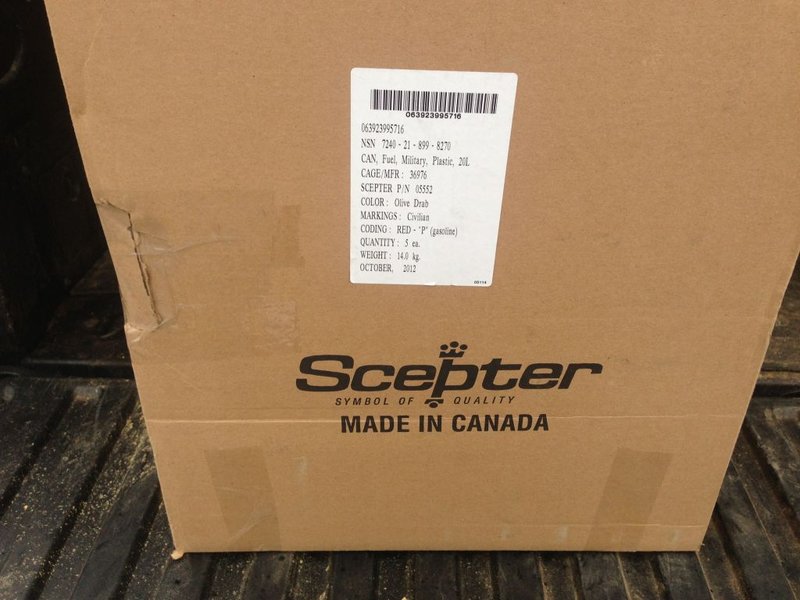 063923995716
063923995716
NSN 7240 - 21 - 899 - 8270
CAN, Fuel, Military, Plastic, 20L
CAGE/MFR : 36976
SCEPTER P/N 05552
COLOR : Olive Drab
MARKINGS : Civilian
CODING : RED - "P" (gasoline)
QUANTITY : 5 ea.
WEIGHT : 14.0 kg.
OCTOBER, 2012
05114
Scepter
SYMBOL OF QUALITY
MADE IN CANADA